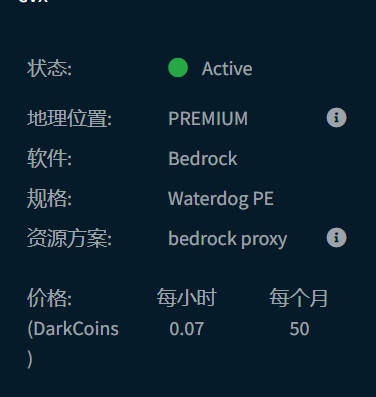 状态: Active
地理位置: PREMIUM
软件: Bedrock
规格: Waterdog PE
资源方案: bedrock proxy
价格: 每小时 每个月
(DarkCoins 0.07 50
)